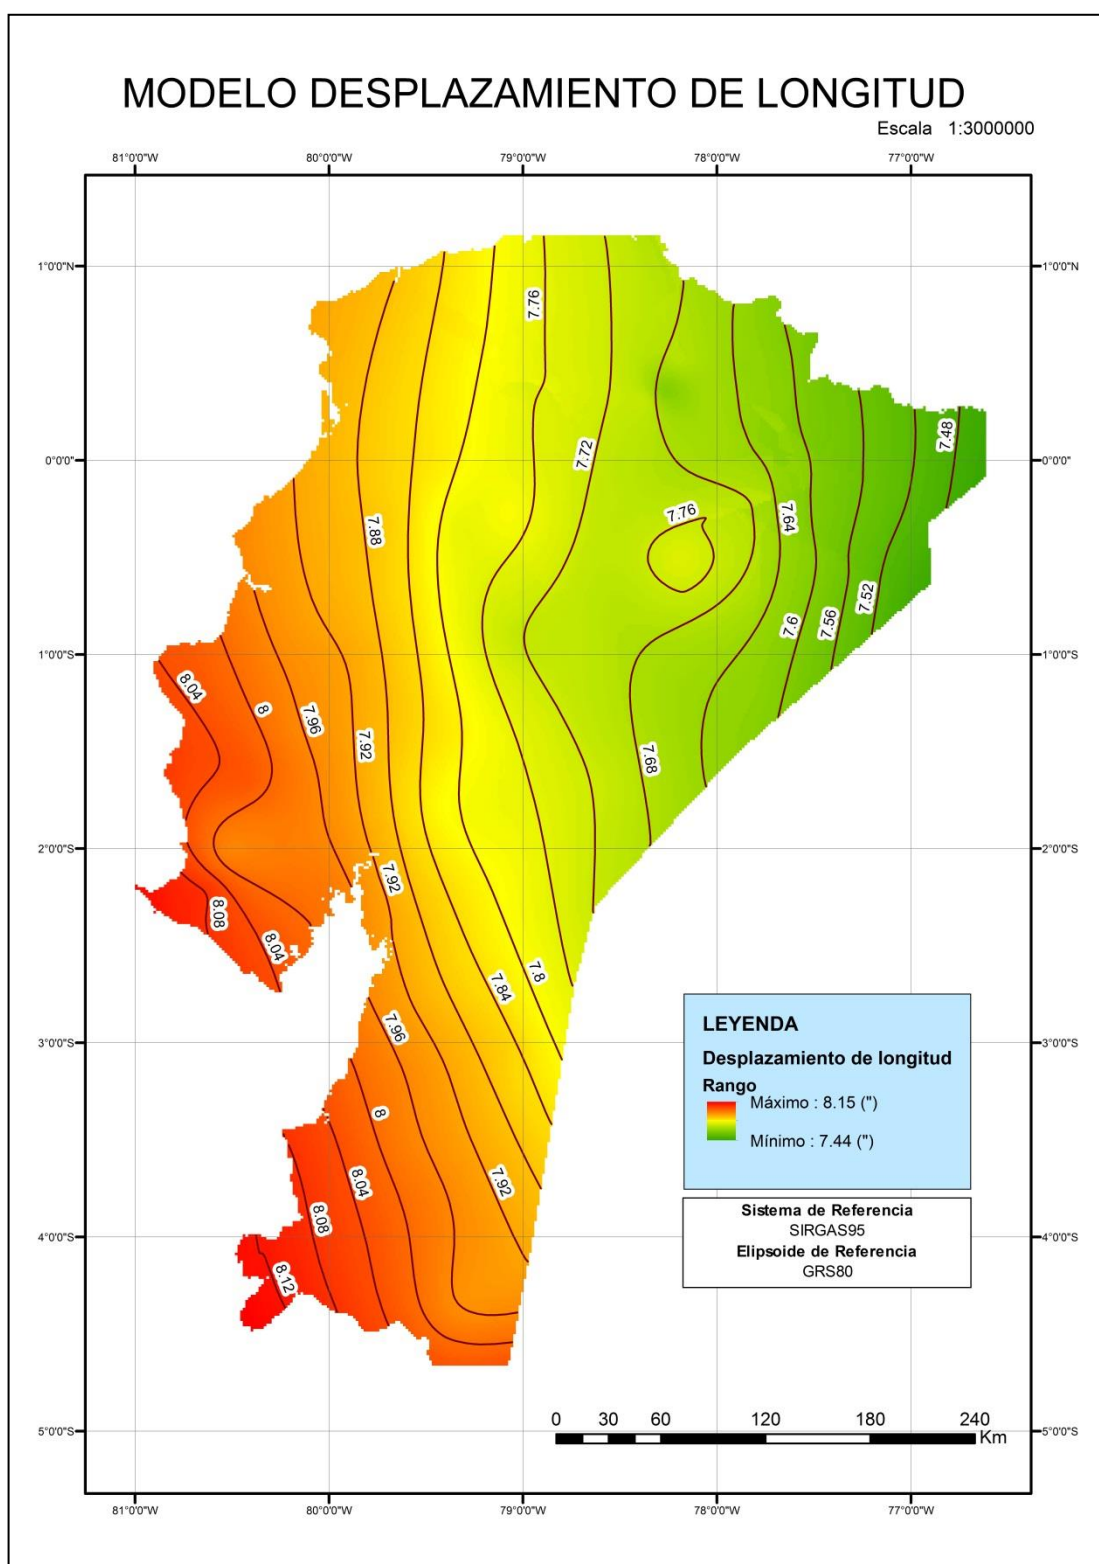 MODELO DESPLAZAMIENTO DE LONGITUD
Escala 1:3000000
81°0'0"W 80°0'0"W 79°0'0"W 78°0'0"W 77°0'0"W
1°0'0"N 1°0'0"N
7.76
7.48
7.72
0°0'0" 0°0'0"
7.76
7.64
7.88
7.52
7.6
7.56
1°0'0"S 1°0'0"S
8.04
8
7.96
7.92
7.68
2°0'0"S 2°0'0"S
7.92
8.08
8.04
7.8
7.84
3°0'0"S 3°0'0"S
7.96
8
LEYENDA
Desplazamiento de longitud
Rango
Máximo : 8.15 (")
Mínimo : 7.44 (")
8.04
7.92
8.08
Sistema de Referencia
SIRGAS95
Elipsoide de Referencia
GRS80
4°0'0"S 4°0'0"S
8.12
0 30 60 120 180 240
Km
5°0'0"S 5°0'0"S
81°0'0"W 80°0'0"W 79°0'0"W 78°0'0"W 77°0'0"W